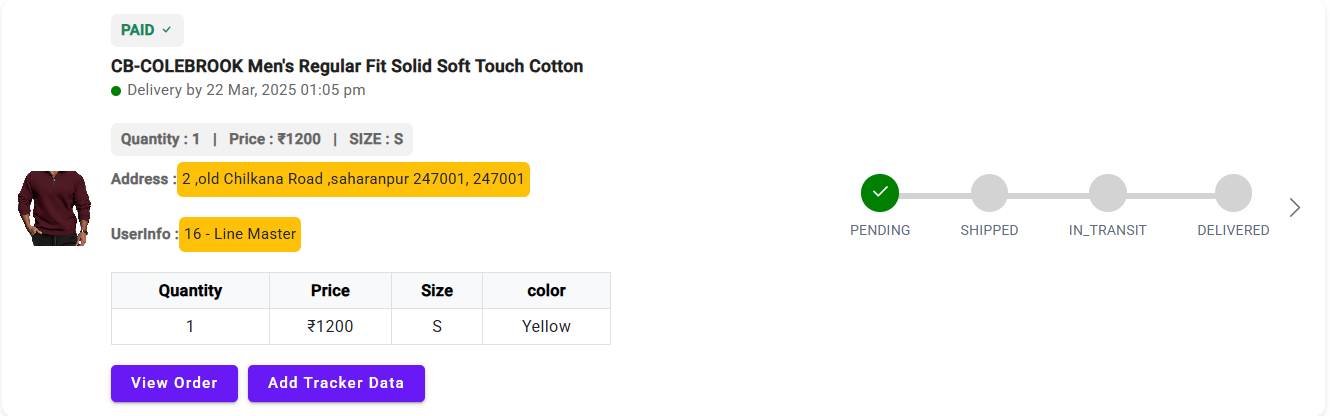 PAID
CB-COLEBROOK Men's Regular Fit Solid Soft Touch Cotton
Delivery by 22 Mar, 2025 01:05 pm
Quantity : 1 | Price : ₹1200 | SIZE : S
Address : 2 ,old Chilkana Road ,saharanpur 247001, 247001
UserInfo : 16 - Line Master
Quantity Price Size color
1 ₹1200 S Yellow
View Order Add Tracker Data
PENDING SHIPPED IN_TRANSIT DELIVERED